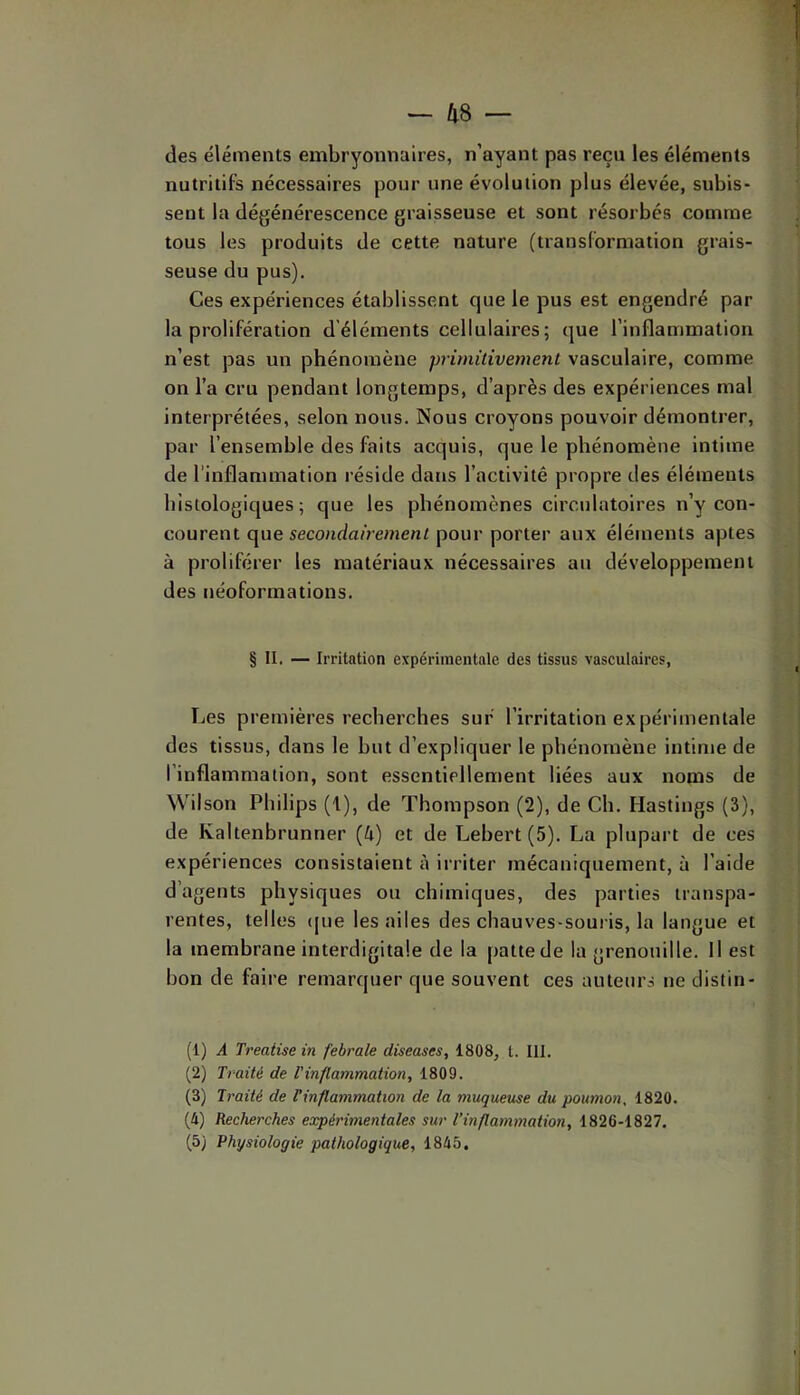 — 48 —
des éléments embryonnaires, n'ayant pas reçu les éléments
nutritifs nécessaires pour une évolution plus élevée, subis-
sent la dégénérescence graisseuse et sont résorbés comme
tous les produits de cette nature (transformation grais-
seuse du pus).
Ces expériences établissent que le pus est engendré par
la prolifération d'éléments cellulaires; que l'inflammation
n'est pas un phénomène primitivement vasculaire, comme
on l'a cru pendant longtemps, d'après des expériences mal
interprétées, selon nous. Nous croyons pouvoir démontrer,
par l'ensemble des faits acquis, que le phénomène intime
de l'inflammation réside dans l'activité propre des éléments
histologiques; que les phénomènes circulatoires n'y con-
courent que secondairement pour porter aux éléments aptes
à proliférer les matériaux nécessaires au développement
des néoformations.
§ II. — Irritation expérimentale des tissus vasculaires,
Les premières recherches sur l'irritation expérimentale
des tissus, dans le but d'expliquer le phénomène intime de
l'inflammation, sont essentiellement liées aux noms de
Wilson Philips (1), de Thompson (2), de Ch. Hastings (3),
de Kaltenbrunner (4) et de Lebert (5). La plupart de ces
expériences consistaient à irriter mécaniquement, à l'aide
d'agents physiques ou chimiques, des parties transpa-
rentes, telles que les ailes des chauves-souris, la langue et
la membrane interdigitale de la patte de la grenouille. Il est
bon de faire remarquer que souvent ces auteurs ne distin-
(1) A Treatise in febrale diseases, 1808, t. III.
(2) Traité de l'inflammation, 1809.
(3) Traité de l'inflammation de la muqueuse du poumon, 1820.
(4) Recherches expérimentales sur l'inflammation, 1826-1827.
(5) Physiologie pathologique, 1845.